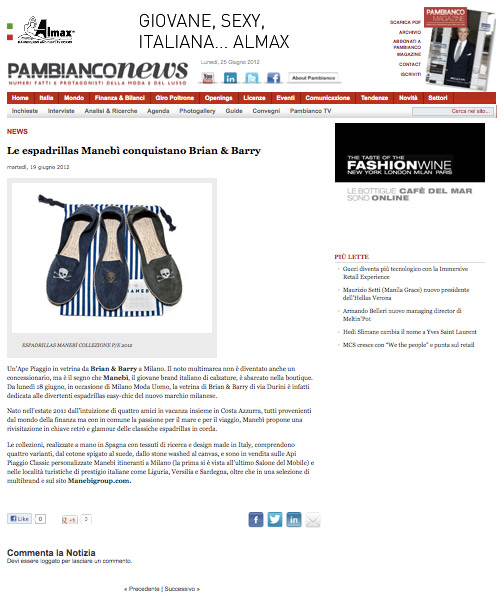 Almax®
GIOVANE, SEXY,
ITALIANA... ALMAX
PAMBIANCO
MAGAZINE
SCARICA PDF
ARCHIVIO
ABBONATI A
PAMBIANCO
MAGAZINE
CONTACT
ISCRIVITI
Lunedì, 25 Giugno 2012
PAMBIANCOnews
NUMERI FATTI E PROTAGONISTI DELLA MODA E DEL LUSSO
You Tube
About Pambianco
Home Italia Mondo Finanza & Bilanci Giro Poltrone Openings Licenze Eventi Comunicazione Tendenze Novità Settori
Inchieste Interviste Analisi & Ricerche Agenda Photogallery Guide Convegni Pambianco TV Cerca nel sito...
NEWS
Le espadrillas Manebì conquistano Brian & Barry
martedì, 19 giugno 2012
ESPADRILLAS MANEBÌ COLLEZIONE P/E 2012
Un'Ape Piaggio in vetrina da Brian & Barry a Milano. Il noto multimarca non è diventato anche un
concessionario, ma è il segno che Manebì, il giovane brand italiano di calzature, è sbarcato nella boutique.
Da lunedì 18 giugno, in occasione di Milano Moda Uomo, la vetrina di Brian & Barry di via Durini è infatti
dedicata alle divertenti espadrillas easy-chic del nuovo marchio milanese.
Nato nell'estate 2011 dall'intuizione di quattro amici in vacanza insieme in Costa Azzurra, tutti provenienti
dal mondo della finanza ma con in comune la passione per il mare e per il viaggio, Manebì propone una
rivisitazione in chiave retrò e glamour delle classiche espadrillas in corda.
Le collezioni, realizzate a mano in Spagna con tessuti di ricerca e design made in Italy, comprendono
quattro varianti, dal cotone spigato al suede, dallo stone washed al canvas, e sono in vendita sulle Api
Piaggio Classic personalizzate Manebì itineranti a Milano (la prima si è vista all'ultimo Salone del Mobile) e
nelle località turistiche di prestigio italiane come Liguria, Versilia e Sardegna, oltre che in una selezione di
multibrand e sul sito Manebigroup.com.
Like 0 +1 3
Commenta la Notizia
Devi essere loggato per lasciare un commento.
« Precedente | Successivo »
THE TASTE OF THE
FASHIONWINE
NEW YORK LONDON MILAN PARIS
LE BOTTIGLIE CAFÈ DEL MAR
SONO ONLINE
PIÙ LETTE
Gucci diventa più tecnologico con la Immersive
Retail Experience
Maurizio Setti (Manila Grace) nuovo presidente
dell'Hellas Verona
Armando Belleri nuovo managing director di
Meltin'Pot
Hedi Slimane cambia il nome a Yves Saint Laurent
MCS cresce con "We the people" e punta sul retail